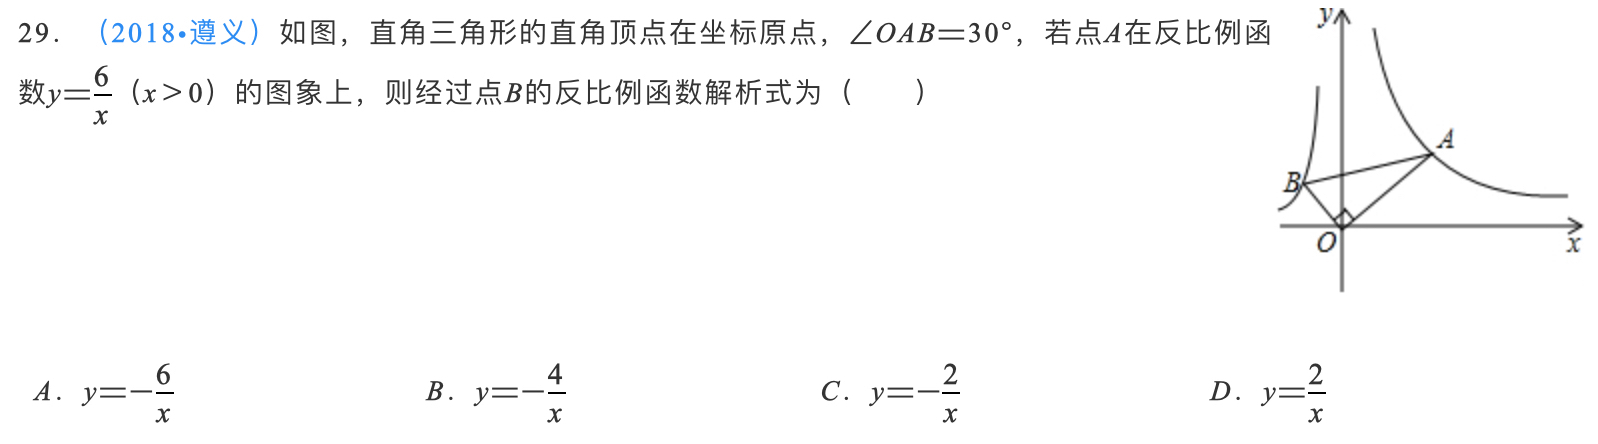 29. （2018•遵义）如图，直角三角形的直角顶点在坐标原点，∠OAB＝30°，若点A在反比例函
数y＝6/x（x＞0）的图象上，则经过点B的反比例函数解析式为（　　）
y
A
B
O
x
A. y＝−6/x B. y＝−4/x C. y＝−2/x D. y＝2/x